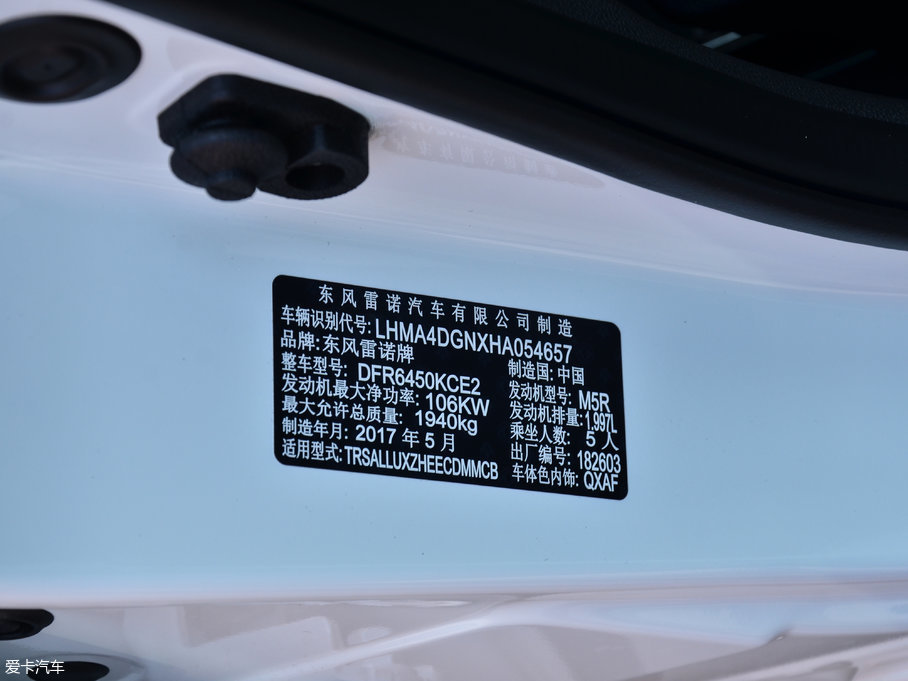 东风雷诺汽车有限公司制造
车辆识别代号:LHMA4DGNXHA054657
品牌:东风雷诺牌 制造国:中国
整车型号: DFR6450KCE2 发动机型号: M5R
发动机最大净功率: 106KW 发动机排量:1.997L
最大允许总质量: 1940kg 乘坐人数: 5 人
制造年月: 2017 年 5 月 出厂编号: 182603
适用型式:TRSALLUXZHEECDMMCB 车体色内饰: QXAF
爱卡汽车